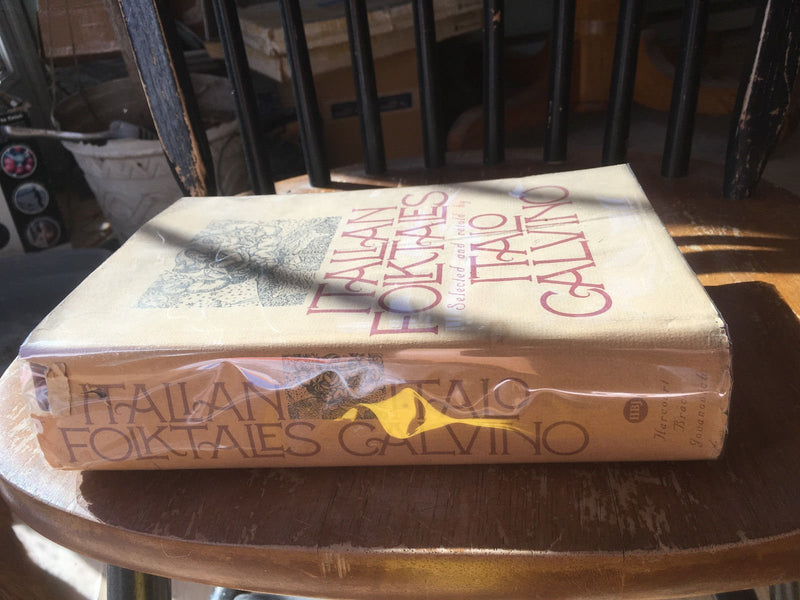 ITALIAN
FOLKTALES
Selected and retold by
ITALO
CALVINO
ITALIAN ITALO
FOLKTALES CALVINO
HBJ
Harcourt
Brace
Jovanovich